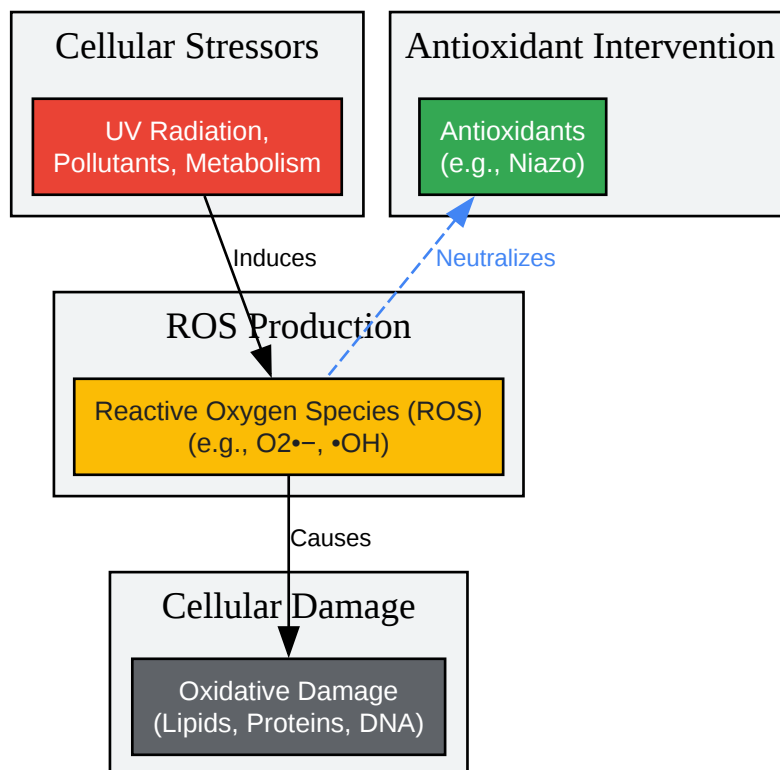 Cellular Stressors
Antioxidant Intervention
UV Radiation,
Pollutants, Metabolism
Antioxidants
(e.g., Niazo)
Induces
Neutralizes
ROS Production
Reactive Oxygen Species (ROS)
(e.g., O2•−, •OH)
Causes
Cellular Damage
Oxidative Damage
(Lipids, Proteins, DNA)